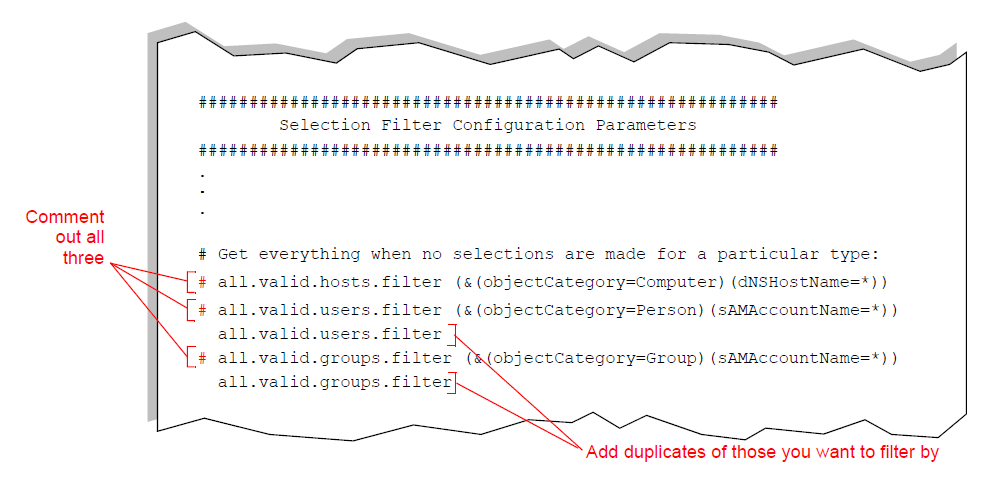 #########################################################
Selection Filter Configuration Parameters
#########################################################
.
.
.
Comment
out all
three
# Get everything when no selections are made for a particular type:
# all.valid.hosts.filter (&(objectCategory=Computer)(dNSHostName=*))
# all.valid.users.filter (&(objectCategory=Person)(sAMAccountName=*))
all.valid.users.filter
# all.valid.groups.filter (&(objectCategory=Group)(sAMAccountName=*))
all.valid.groups.filter
Add duplicates of those you want to filter by